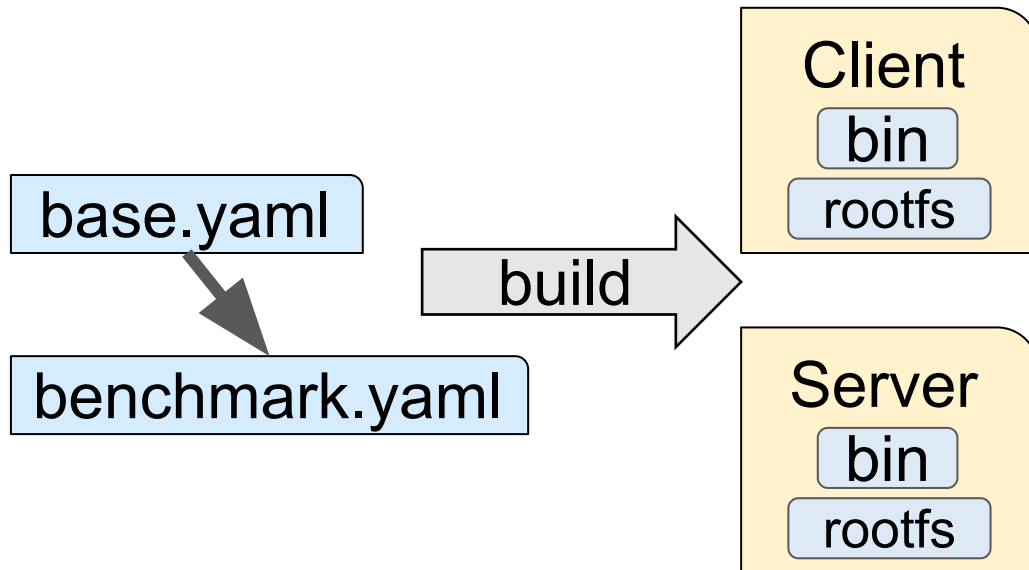 base.yaml
benchmark.yaml
build
Client
bin
rootfs
Server
bin
rootfs